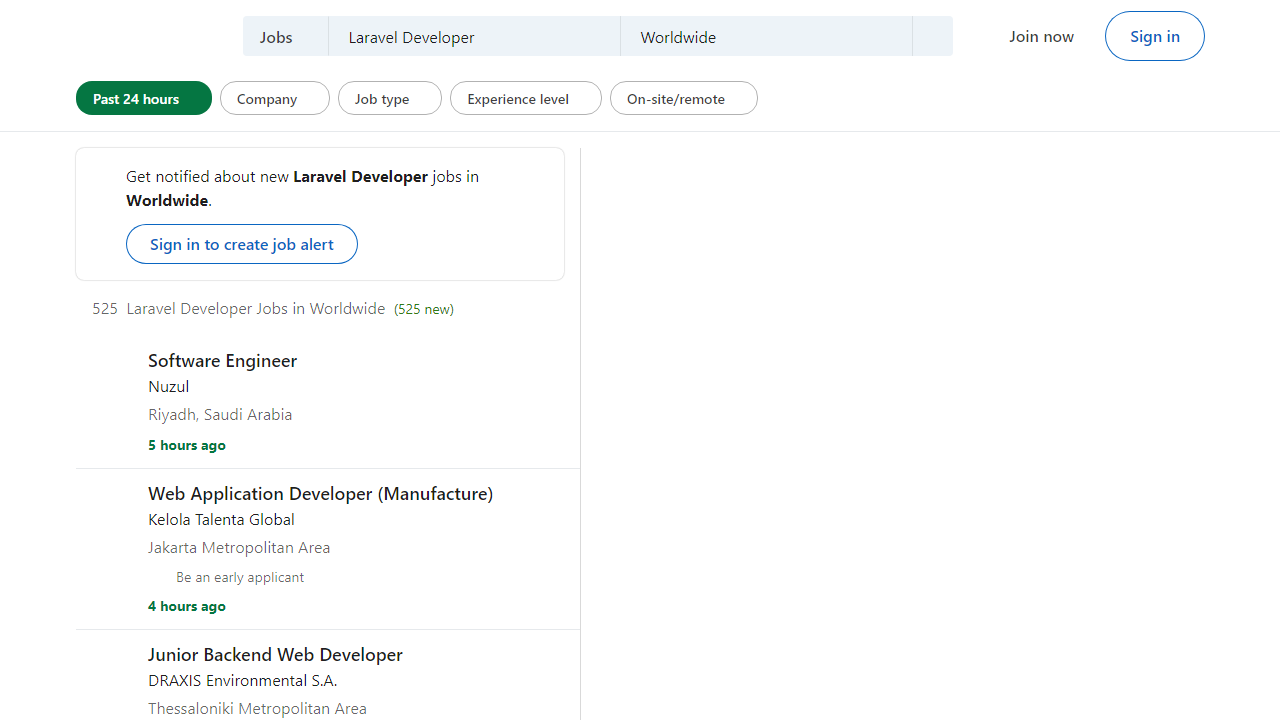 Jobs
Laravel Developer
Worldwide
Join now
Sign in
Past 24 hours
Company
Job type
Experience level
On-site/remote
Get notified about new Laravel Developer jobs in
Worldwide.
Sign in to create job alert
525 Laravel Developer Jobs in Worldwide (525 new)
Software Engineer
Nuzul
Riyadh, Saudi Arabia
5 hours ago
Web Application Developer (Manufacture)
Kelola Talenta Global
Jakarta Metropolitan Area
Be an early applicant
4 hours ago
Junior Backend Web Developer
DRAXIS Environmental S.A.
Thessaloniki Metropolitan Area